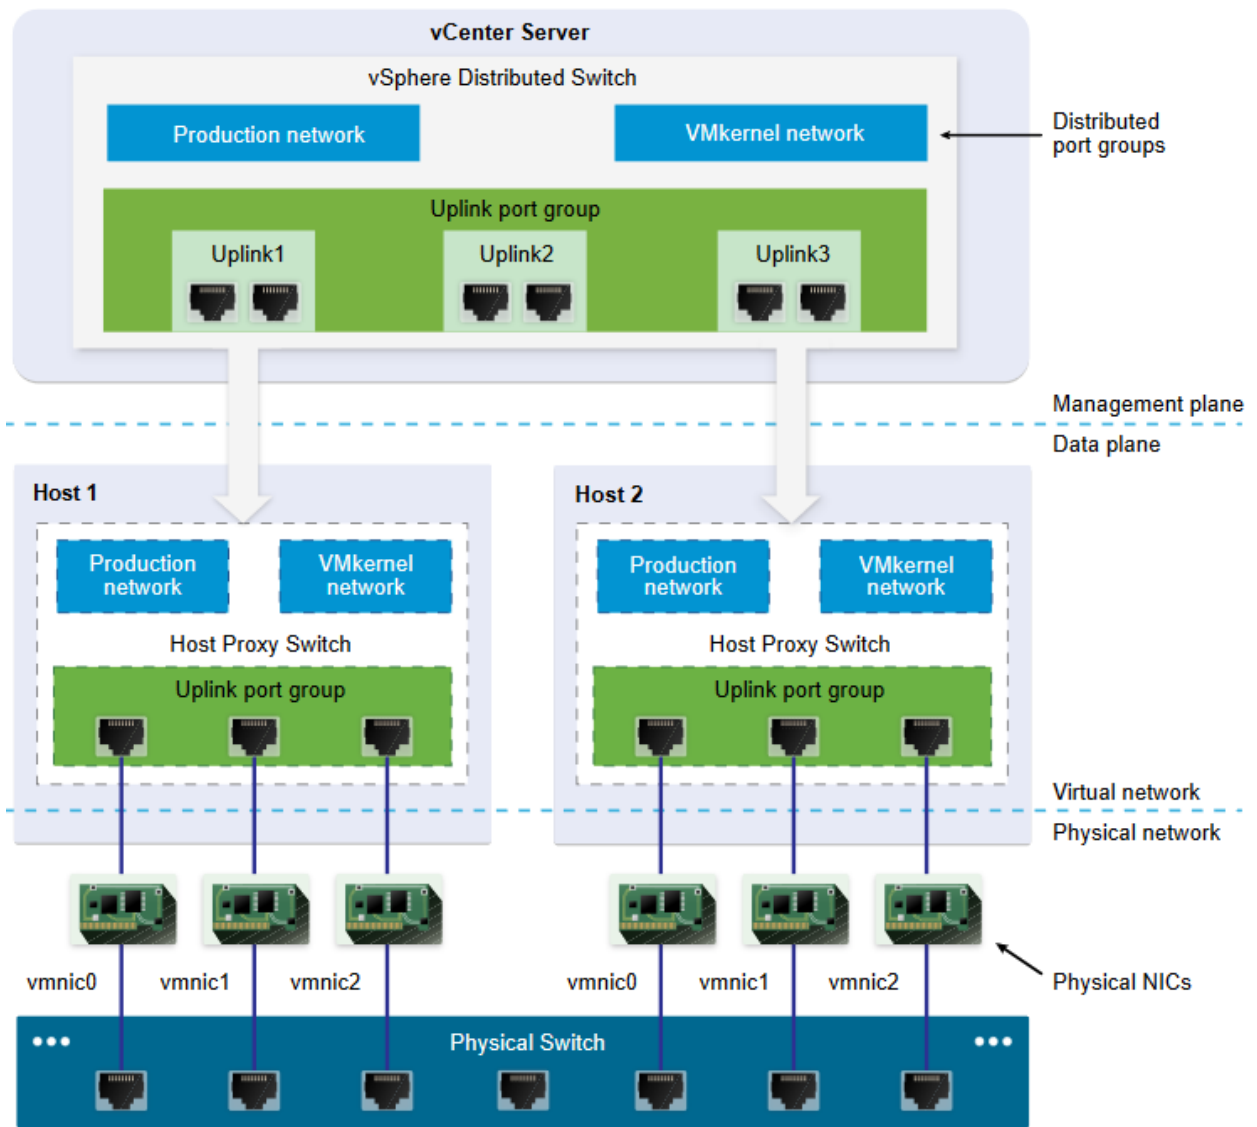 vCenter Server
vSphere Distributed Switch
Production network
VMkernel network
Distributed
port groups
Uplink port group
Uplink1
Uplink2
Uplink3
Management plane
Data plane
Host 1
Host 2
Production
network
VMkernel
network
Production
network
VMkernel
network
Host Proxy Switch
Host Proxy Switch
Uplink port group
Uplink port group
Virtual network
Physical network
vmnic0
vmnic1
vmnic2
vmnic0
vmnic1
vmnic2
Physical NICs
Physical Switch